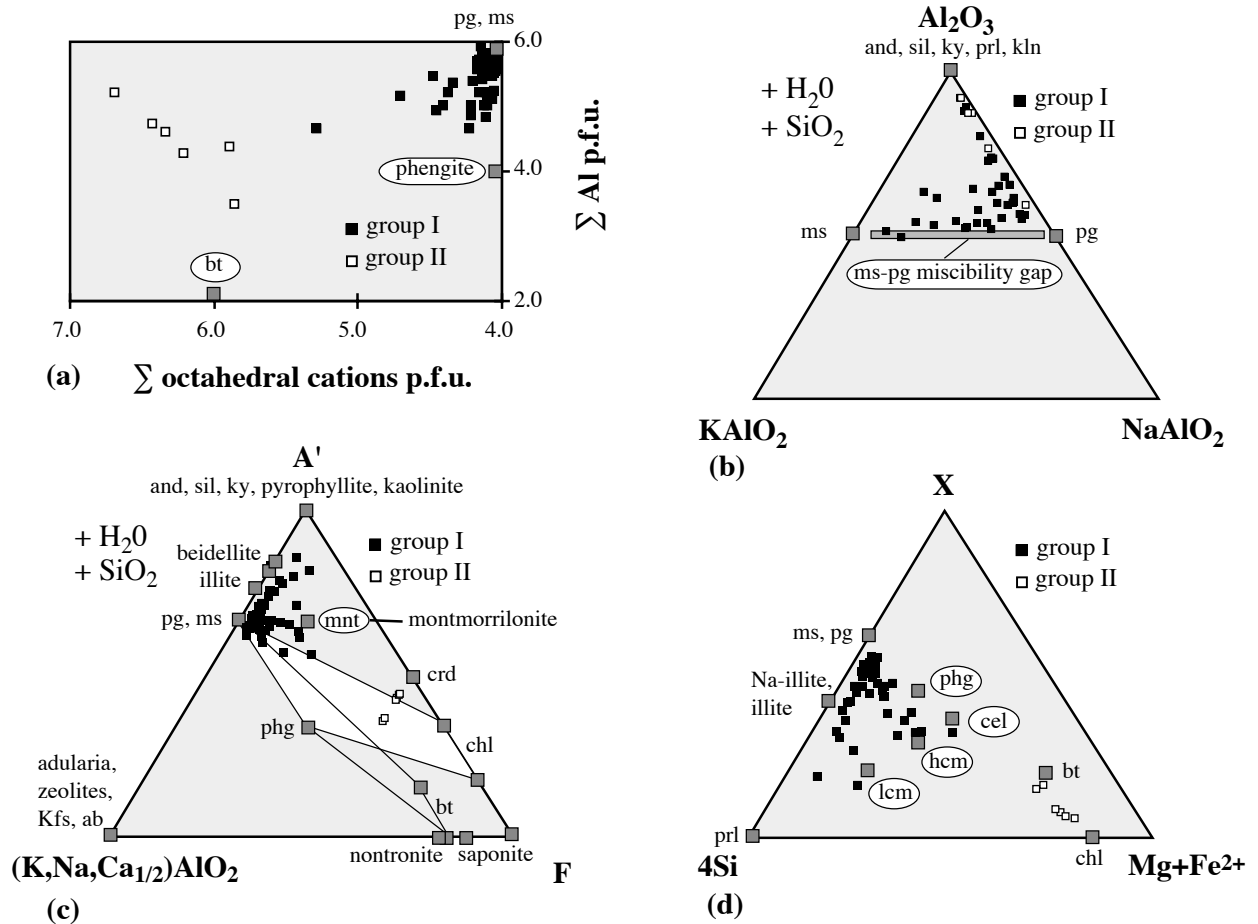 pg, ms
6.0
4.0
2.0
∑ Al p.f.u.
phengite
group I
group II
bt
7.0 6.0 5.0 4.0
(a) ∑ octahedral cations p.f.u.
Al2O3
and, sil, ky, prl, kln
+ H20
+ SiO2
group I
group II
ms
pg
ms-pg miscibility gap
KAlO2
NaAlO2
(b)
A'
and, sil, ky, pyrophyllite, kaolinite
+ H20
+ SiO2
group I
group II
beidellite
illite
pg, ms
mnt
montmorrilonite
crd
phg
chl
adularia,
zeolites,
Kfs, ab
bt
nontronite
saponite
(K,Na,Ca1/2)AlO2
F
(c)
X
group I
group II
ms, pg
Na-illite,
illite
phg
cel
hcm
lcm
bt
prl
chl
4Si
Mg+Fe2+
(d)